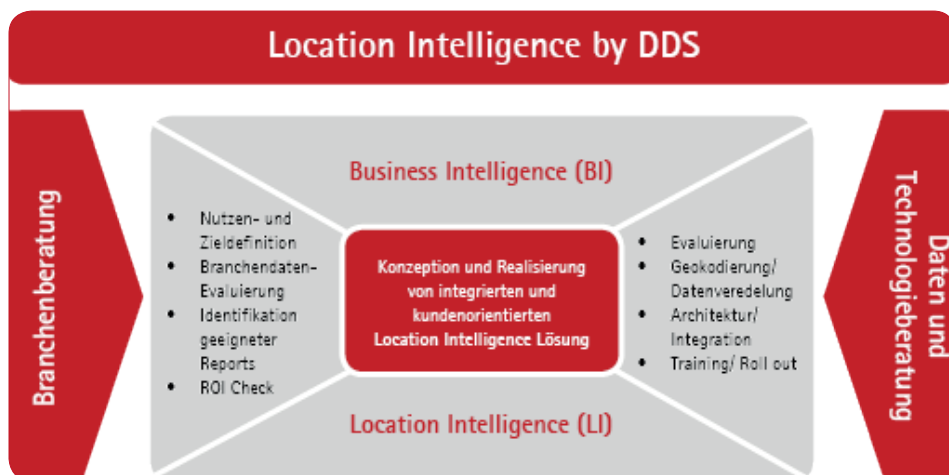 Location Intelligence by DDS
Branchenberatung
Business Intelligence (BI)
• Nutzen- und
Zieldefinition
• Branchendaten-
Evaluierung
• Identifikation
geeigneter
Reports
• ROI Check
Konzeption und Realisierung
von integrierten und
kundenorientierten
Location Intelligence Lösung
• Evaluierung
• Geokodierung/
Datenveredelung
• Architektur/
Integration
• Training/ Roll out
Location Intelligence (LI)
Daten und
Technologieberatung